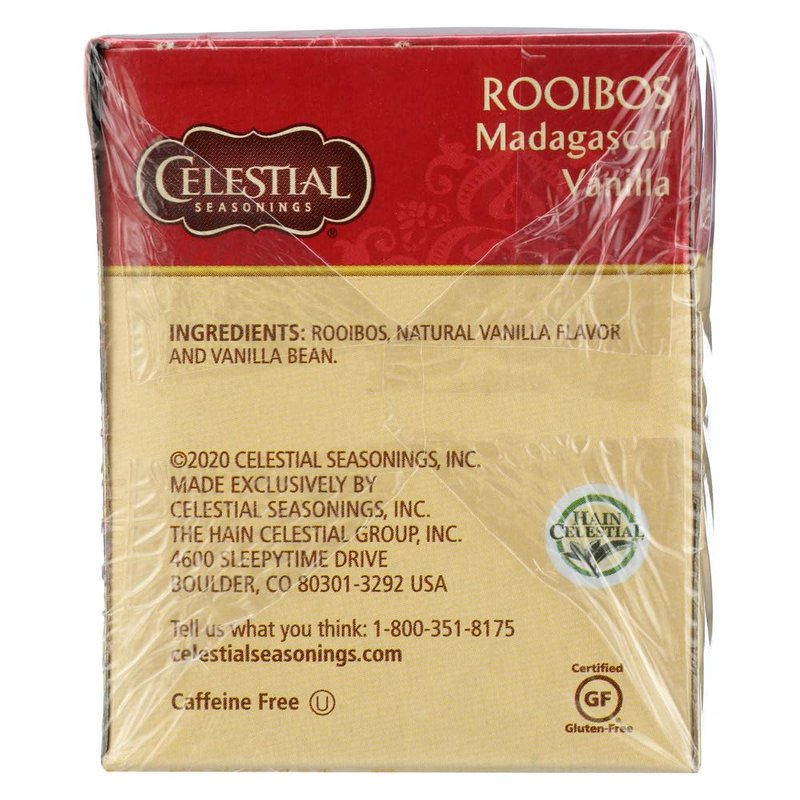 ROOIBOS
Madagascar
Vanilla
CELESTIAL
SEASONINGS
®
INGREDIENTS: ROOIBOS, NATURAL VANILLA FLAVOR
AND VANILLA BEAN.
©2020 CELESTIAL SEASONINGS, INC.
MADE EXCLUSIVELY BY
CELESTIAL SEASONINGS, INC.
THE HAIN CELESTIAL GROUP, INC.
4600 SLEEPYTIME DRIVE
BOULDER, CO 80301-3292 USA
HAIN
CELESTIAL
Tell us what you think: 1-800-351-8175
celestialseasonings.com
Caffeine Free U
Certified
GF
Gluten-Free